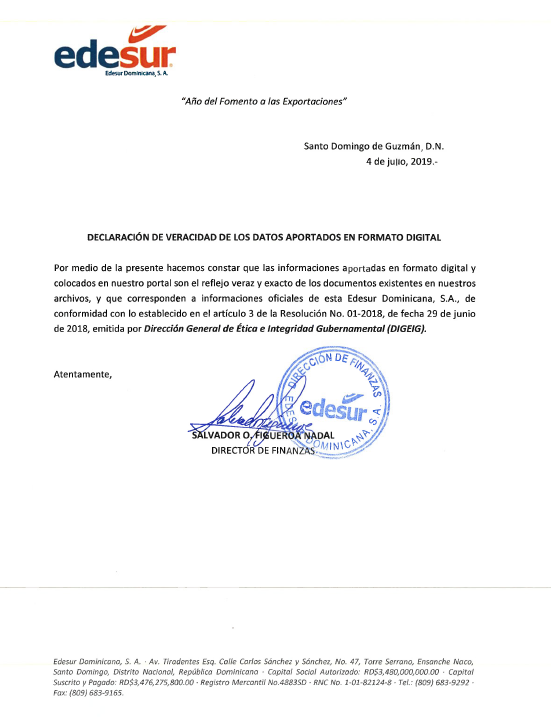 edesur
Edesur Dominicana, S. A.
"Año del Fomento a las Exportaciones"
Santo Domingo de Guzmán, D.N.
4 de julio, 2019.-
DECLARACIÓN DE VERACIDAD DE LOS DATOS APORTADOS EN FORMATO DIGITAL
Por medio de la presente hacemos constar que las informaciones aportadas en formato digital y
colocados en nuestro portal son el reflejo veraz y exacto de los documentos existentes en nuestros
archivos, y que corresponden a informaciones oficiales de esta Edesur Dominicana, S.A., de
conformidad con lo establecido en el artículo 3 de la Resolución No. 01-2018, de fecha 29 de junio
de 2018, emitida por Dirección General de Ética e Integridad Gubernamental (DIGEIG).
Atentamente,
DIRECCIÓN DE FINANZAS
edesur
EDESUR DOMINICANA, S.A.
SALVADOR O. FIGUEROA NADAL
DIRECTOR DE FINANZAS
Edesur Dominicana, S. A. · Av. Tiradentes Esq. Calle Carlos Sánchez y Sánchez, No. 47, Torre Serrano, Ensanche Naco,
Santo Domingo, Distrito Nacional, República Dominicana · Capital Social Autorizado: RD$3,480,000,000.00 · Capital
Suscrito y Pagado: RD$3,476,275,800.00 · Registro Mercantil No.4883SD · RNC No. 1-01-82124-8 · Tel.: (809) 683-9292 ·
Fax: (809) 683-9165.